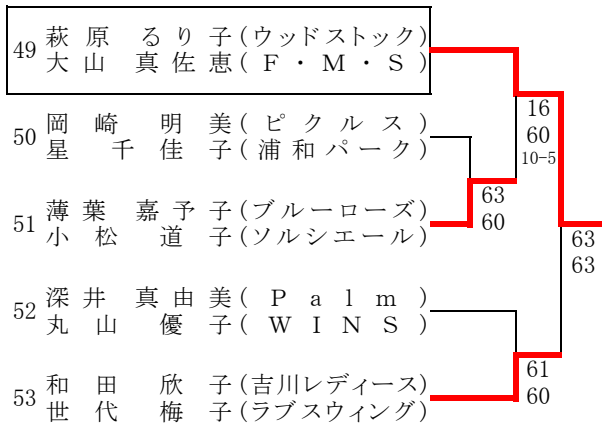 49 萩原 るり子(ウッドストック)
大山 真佐恵(F・M・S)
16
60
10-5
50 岡崎 明美(ピクルス)
星 千佳子(浦和パーク)
63
60
51 薄葉 嘉予子(ブルーローズ)
小松 道子(ソルシエール)
63
63
52 深井 真由美(Palm)
丸山 優子(WINS)
61
60
53 和田 欣子(吉川レディース)
世代 梅子(ラブスウィング)